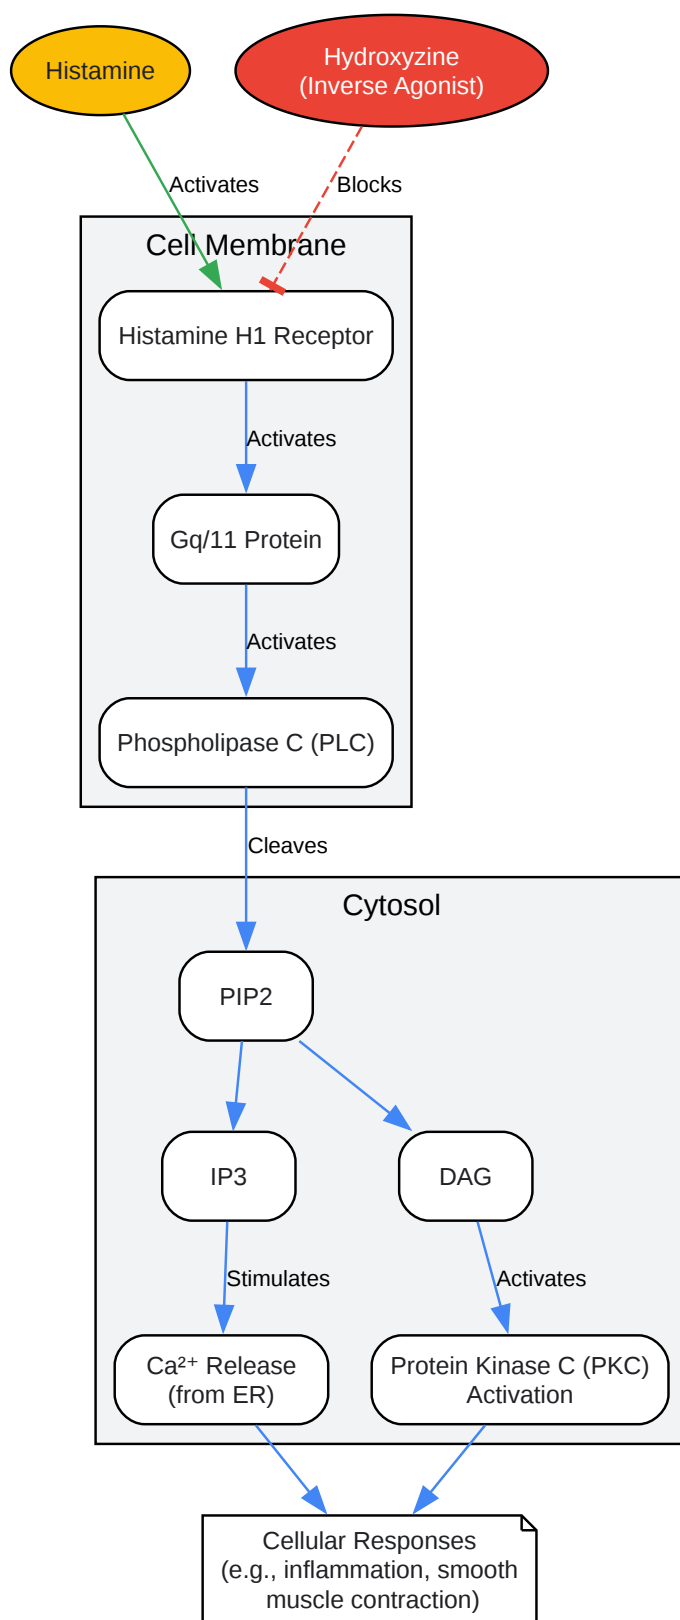 Histamine
Hydroxyzine
(Inverse Agonist)
Activates
Blocks
Cell Membrane
Histamine H1 Receptor
Activates
Gq/11 Protein
Activates
Phospholipase C (PLC)
Cleaves
Cytosol
PIP2
IP3
DAG
Stimulates
Activates
Ca²⁺ Release
(from ER)
Protein Kinase C (PKC)
Activation
Cellular Responses
(e.g., inflammation, smooth
muscle contraction)